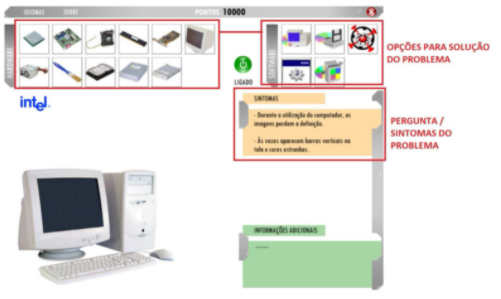 IDIOMAS SOBRE PONTOS: 10000
HARDWARE
SOFTWARE
OPÇÕES PARA SOLUÇÃO
DO PROBLEMA
LIGADO
intel.
SINTOMAS
- Durante a utilização do computador, as
imagens perdem a definição.
- Às vezes aparecem barras verticais na
tela e cores estranhas.
PERGUNTA /
SINTOMAS DO
PROBLEMA
INFORMAÇÕES ADICIONAIS